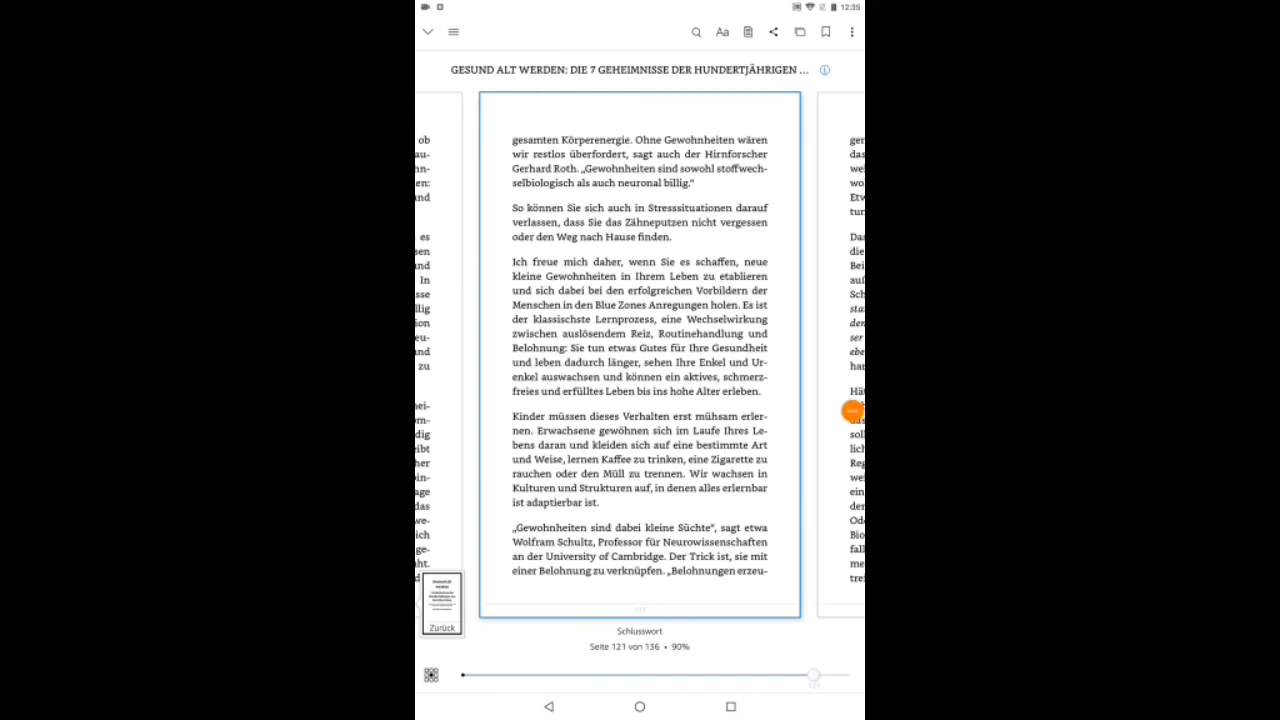 12:35
Aa
GESUND ALT WERDEN: DIE 7 GEHEIMNISSE DER HUNDERTJÄHRIGEN ...
gesamten Körperenergie. Ohne Gewohnheiten wären
wir restlos überfordert, sagt auch der Hirnforscher
Gerhard Roth. „Gewohnheiten sind sowohl stoffwech-
selbiologisch als auch neuronal billig.“
So können Sie sich auch in Stresssituationen darauf
verlassen, dass Sie das Zähneputzen nicht vergessen
oder den Weg nach Hause finden.
Ich freue mich daher, wenn Sie es schaffen, neue
kleine Gewohnheiten in Ihrem Leben zu etablieren
und sich dabei bei den erfolgreichen Vorbildern der
Menschen in den Blue Zones Anregungen holen. Es ist
der klassischste Lernprozess, eine Wechselwirkung
zwischen auslösendem Reiz, Routinehandlung und
Belohnung: Sie tun etwas Gutes für Ihre Gesundheit
und leben dadurch länger, sehen Ihre Enkel und Ur-
enkel auswachsen und können ein aktives, schmerz-
freies und erfülltes Leben bis ins hohe Alter erleben.
Kinder müssen dieses Verhalten erst mühsam erler-
nen. Erwachsene gewöhnen sich im Laufe Ihres Le-
bens daran und kleiden sich auf eine bestimmte Art
und Weise, lernen Kaffee zu trinken, eine Zigarette zu
rauchen oder den Müll zu trennen. Wir wachsen in
Kulturen und Strukturen auf, in denen alles erlernbar
ist adaptierbar ist.
„Gewohnheiten sind dabei kleine Süchte“, sagt etwa
Wolfram Schultz, Professor für Neurowissenschaften
an der University of Cambridge. Der Trick ist, sie mit
einer Belohnung zu verknüpfen. „Belohnungen erzeu-
121
Zurück
Schlusswort
Seite 121 von 136 • 90%
121